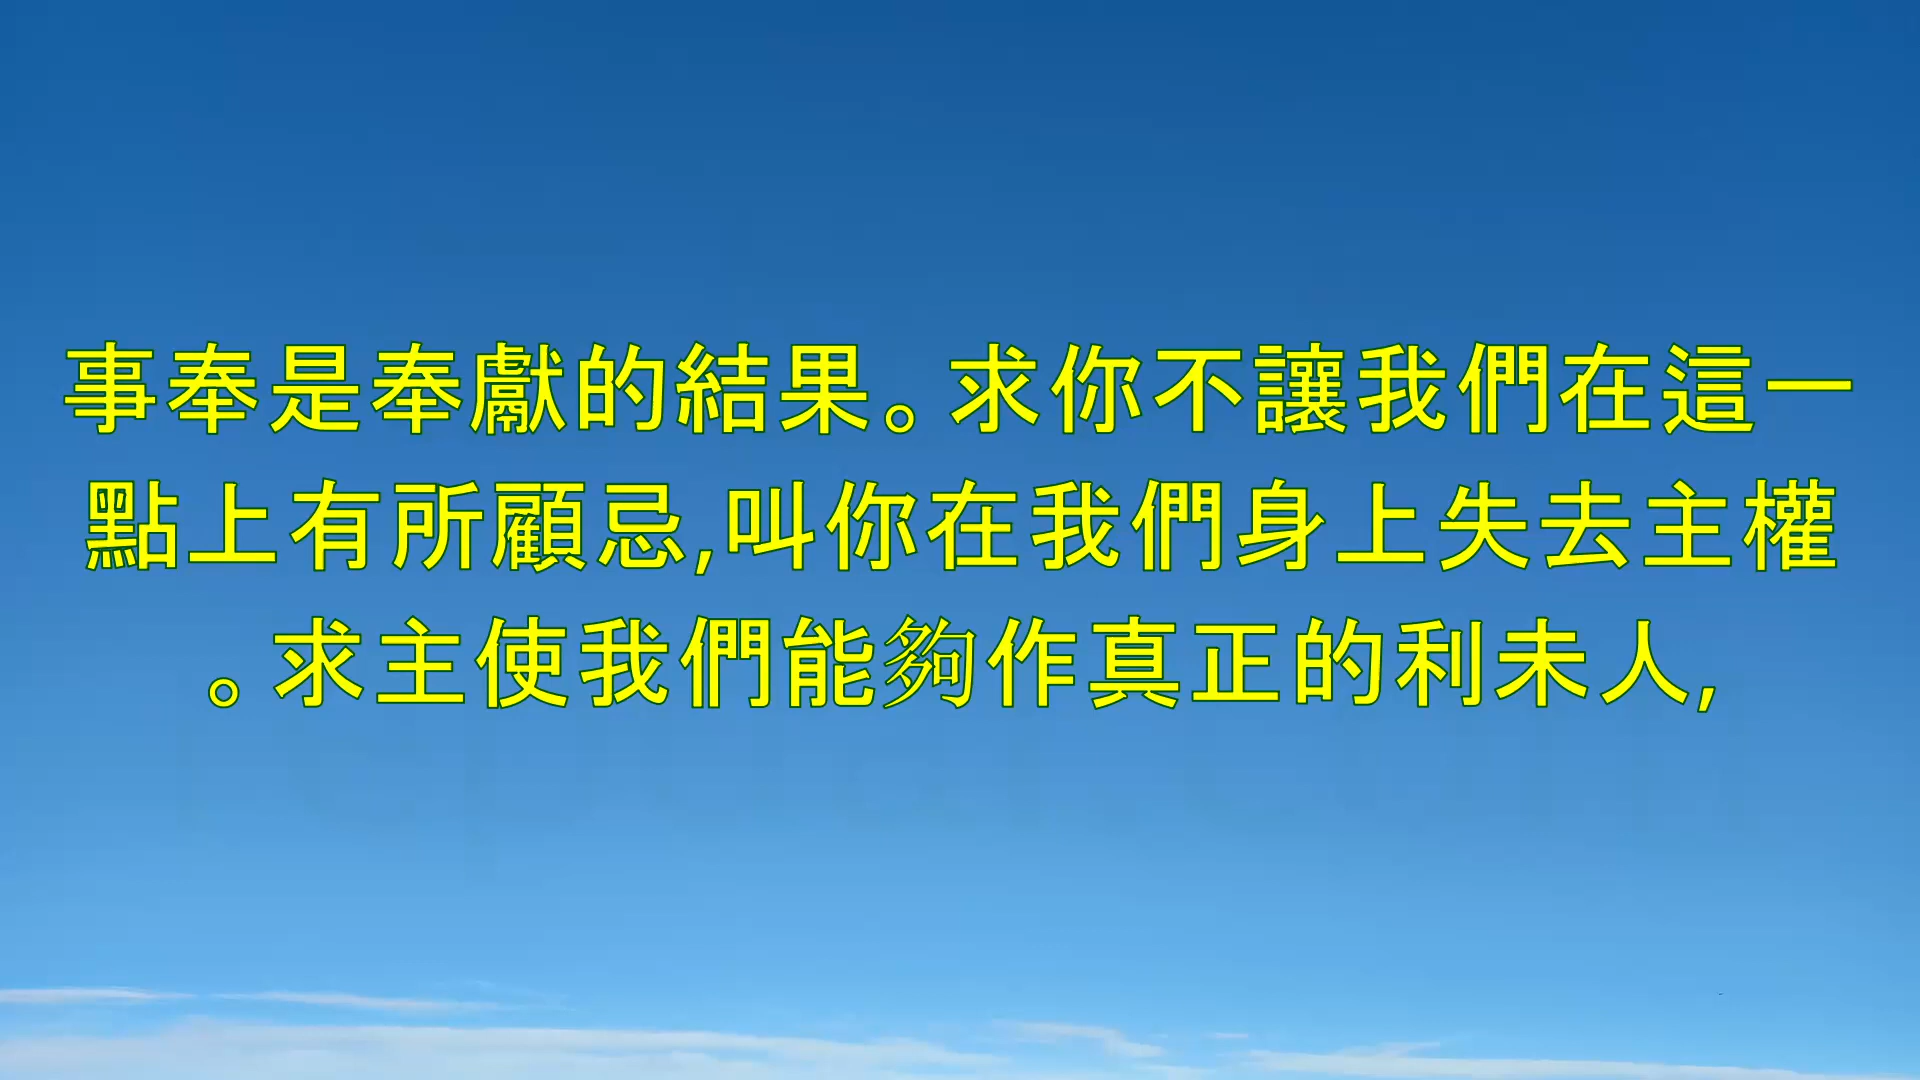 事奉是奉獻的結果。求你不讓我們在這一
點上有所顧忌,叫你在我們身上失去主權
。求主使我們能夠作真正的利未人,